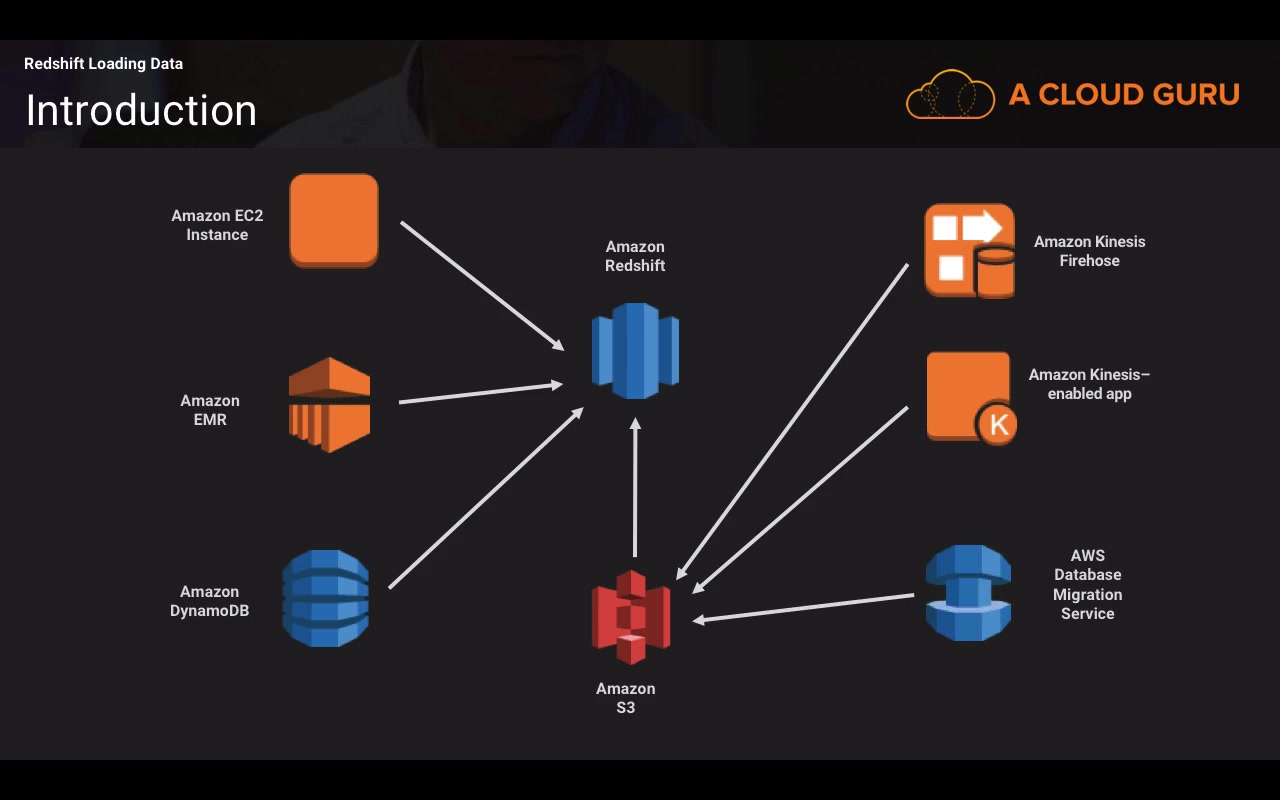 Redshift Loading Data
Introduction
A CLOUD GURU
Amazon EC2
Instance
Amazon
Redshift
Amazon Kinesis
Firehose
Amazon
EMR
Amazon Kinesis–
enabled app
K
Amazon
DynamoDB
AWS
Database
Migration
Service
Amazon
S3